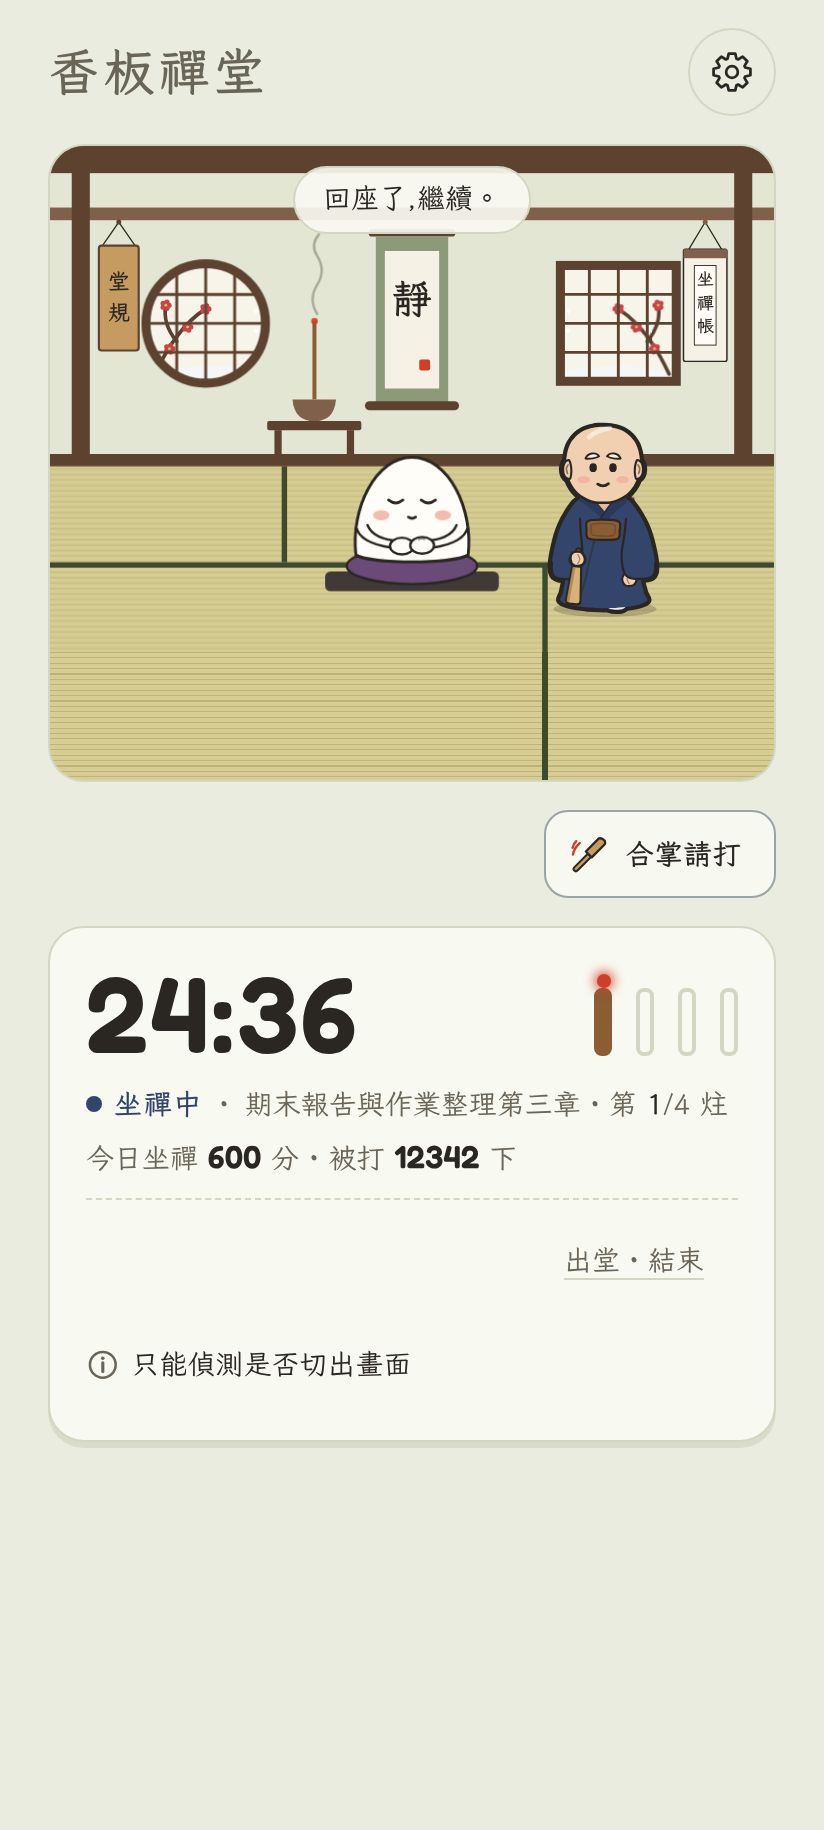 香板禪堂
回座了,繼續。
堂規
靜
坐禪帳
合掌請打
24:36
坐禪中 · 期末報告與作業整理第三章 · 第 1/4 炷
今日坐禪 600 分 · 被打 12342 下
出堂 · 結束
只能偵測是否切出畫面